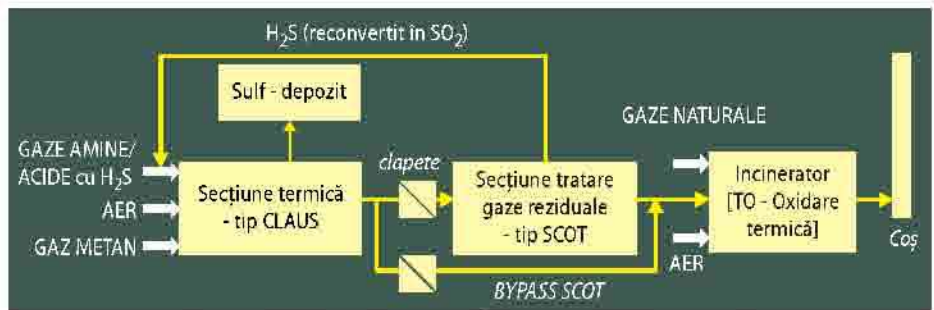 H₂S (reconvertit în SO₂)
Sulf - depozit
GAZE NATURALE
GAZE AMINE/
ACIDE cu H₂S
AER
GAZ METAN
Secțiune termică
- tip CLAUS
clapete
Secțiune tratare
gaze reziduale
- tip SCOT
Incinerator
[TO - Oxidare
termică]
AER
Coș
BYPASS SCOT